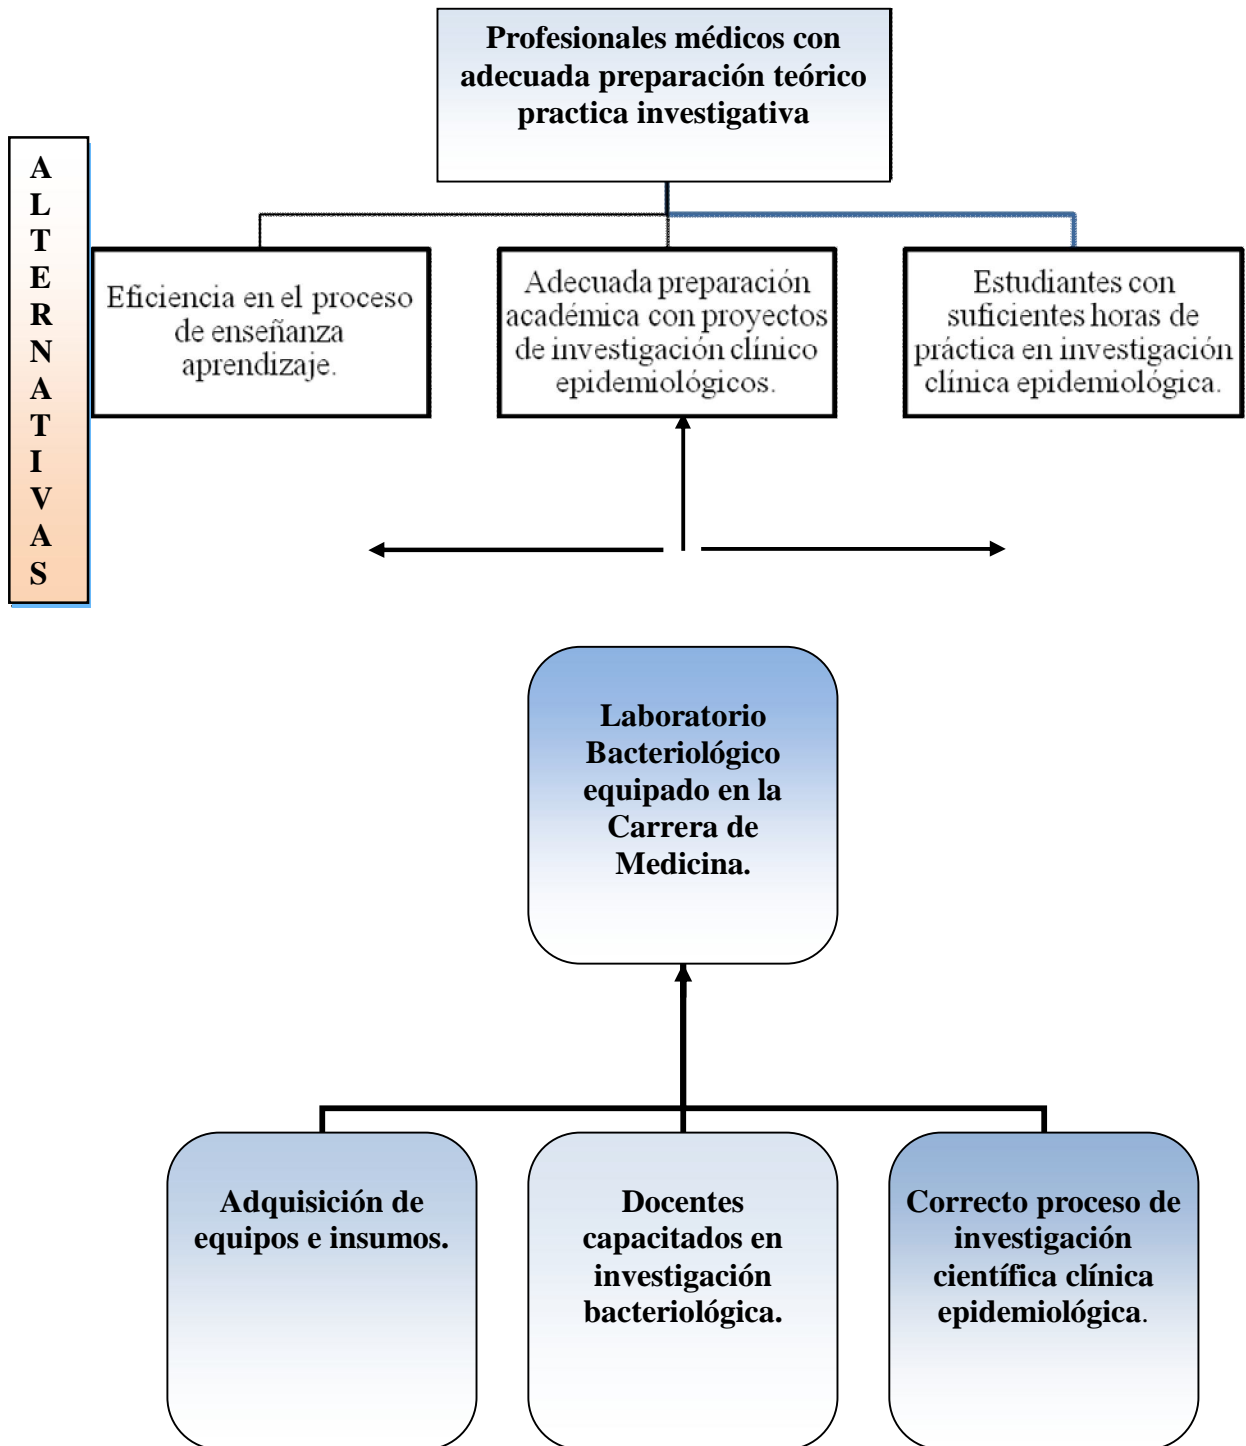 Profesionales médicos con
adecuada preparación teórico
practica investigativa
A
L
T
E
R
N
A
T
I
V
A
S
Eficiencia en el proceso
de enseñanza
aprendizaje.
Adecuada preparación
académica con proyectos
de investigación clínico
epidemiológicos.
Estudiantes con
suficientes horas de
práctica en investigación
clínica epidemiológica.
Laboratorio
Bacteriológico
equipado en la
Carrera de
Medicina.
Adquisición de
equipos e insumos.
Docentes
capacitados en
investigación
bacteriológica.
Correcto proceso de
investigación
científica clínica
epidemiológica.